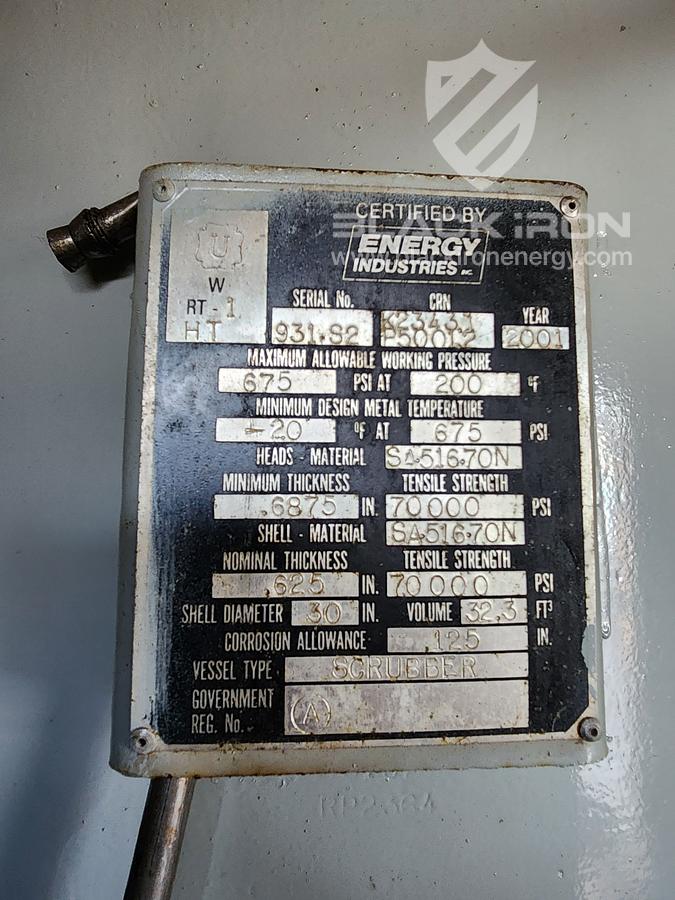 BLACK IRON
www.blackironenergy.com
CERTIFIED BY
ENERGY
INDUSTRIES INC.
U
W
RT-1
HT
SERIAL No. CRN YEAR
931.S2 P5001.2 2001
MAXIMUM ALLOWABLE WORKING PRESSURE
675 PSI AT 200 °F
MINIMUM DESIGN METAL TEMPERATURE
-20 °F AT 675 PSI
HEADS - MATERIAL SA516.70N
MINIMUM THICKNESS TENSILE STRENGTH
.6875 IN. 70000 PSI
SHELL - MATERIAL SA516.70N
NOMINAL THICKNESS TENSILE STRENGTH
.625 IN. 70000 PSI
SHELL DIAMETER 30 IN. VOLUME 32.3 FT³
CORROSION ALLOWANCE .125 IN.
VESSEL TYPE SCRUBBER
GOVERNMENT
REG. No. (A)